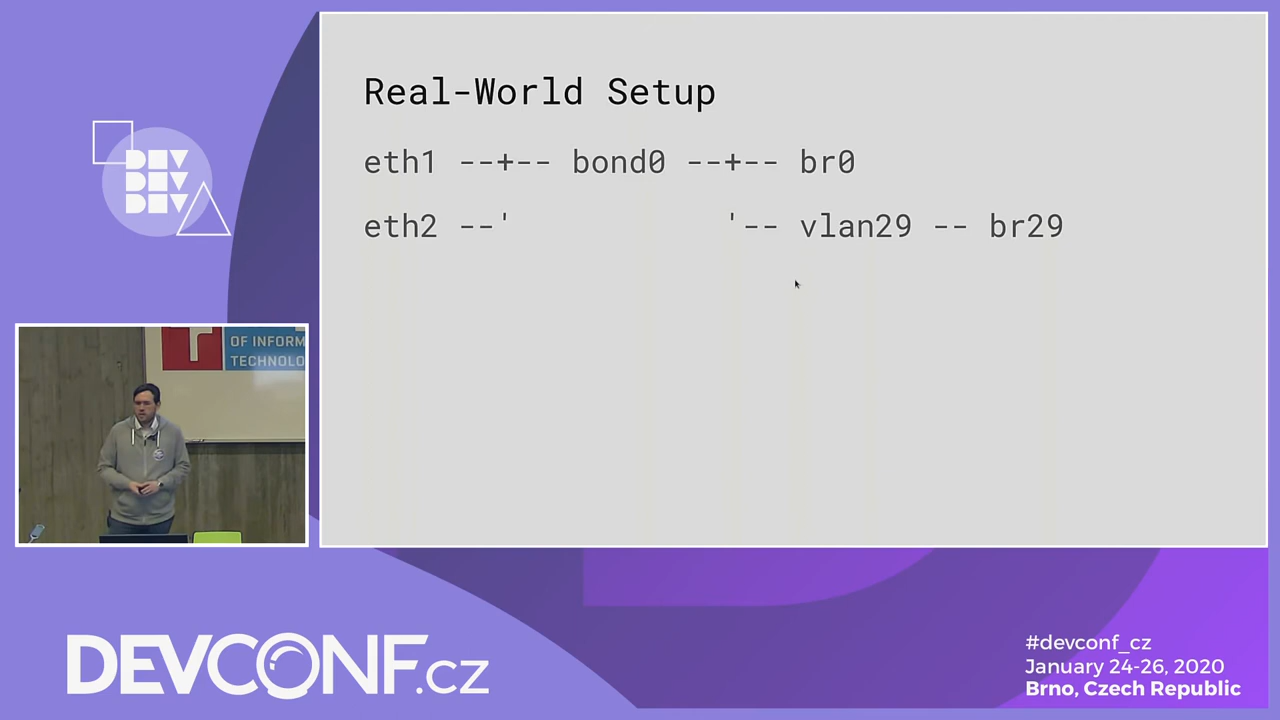 Real-World Setup
eth1 --+-- bond0 --+-- br0
eth2 --'           '-- vlan29 -- br29
DEV
DEV
DEV
OF INFORM
TECHNOLO
DEVCONF.cz
#devconf_cz
January 24-26, 2020
Brno, Czech Republic